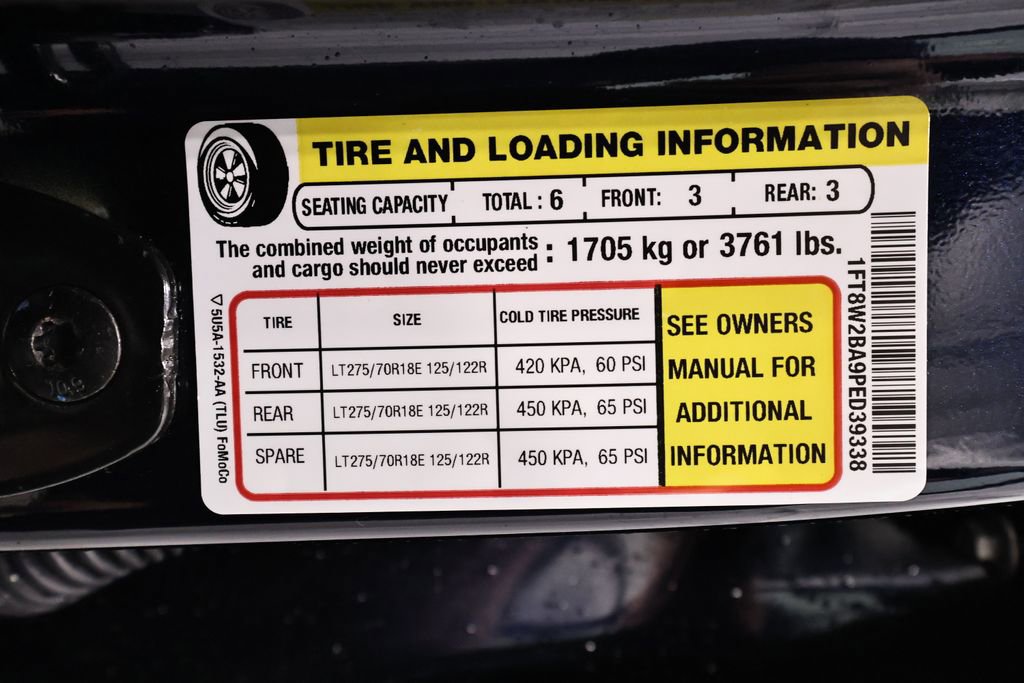 TIRE AND LOADING INFORMATION
SEATING CAPACITY TOTAL : 6 FRONT: 3 REAR: 3
The combined weight of occupants
and cargo should never exceed : 1705 kg or 3761 lbs.
TIRE SIZE COLD TIRE PRESSURE
FRONT LT275/70R18E 125/122R 420 KPA, 60 PSI
REAR LT275/70R18E 125/122R 450 KPA, 65 PSI
SPARE LT275/70R18E 125/122R 450 KPA, 65 PSI
SEE OWNERS
MANUAL FOR
ADDITIONAL
INFORMATION
5U5A-1532-AA (TLU) FoMoCo
1FT8W2BA9PED39338